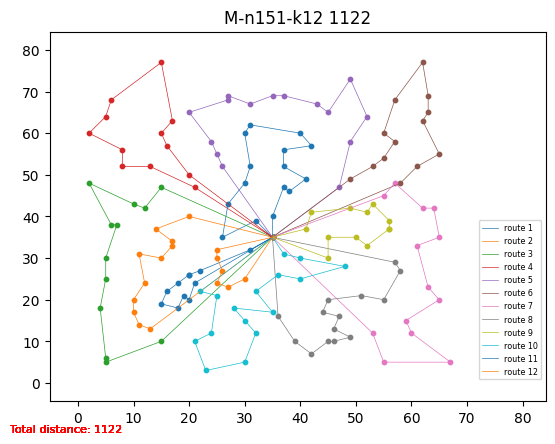 M-n151-k12 1122
80
70
60
50
40
30
20
10
0
0 10 20 30 40 50 60 70 80
route 1
route 2
route 3
route 4
route 5
route 6
route 7
route 8
route 9
route 10
route 11
route 12
Total distance: 1122